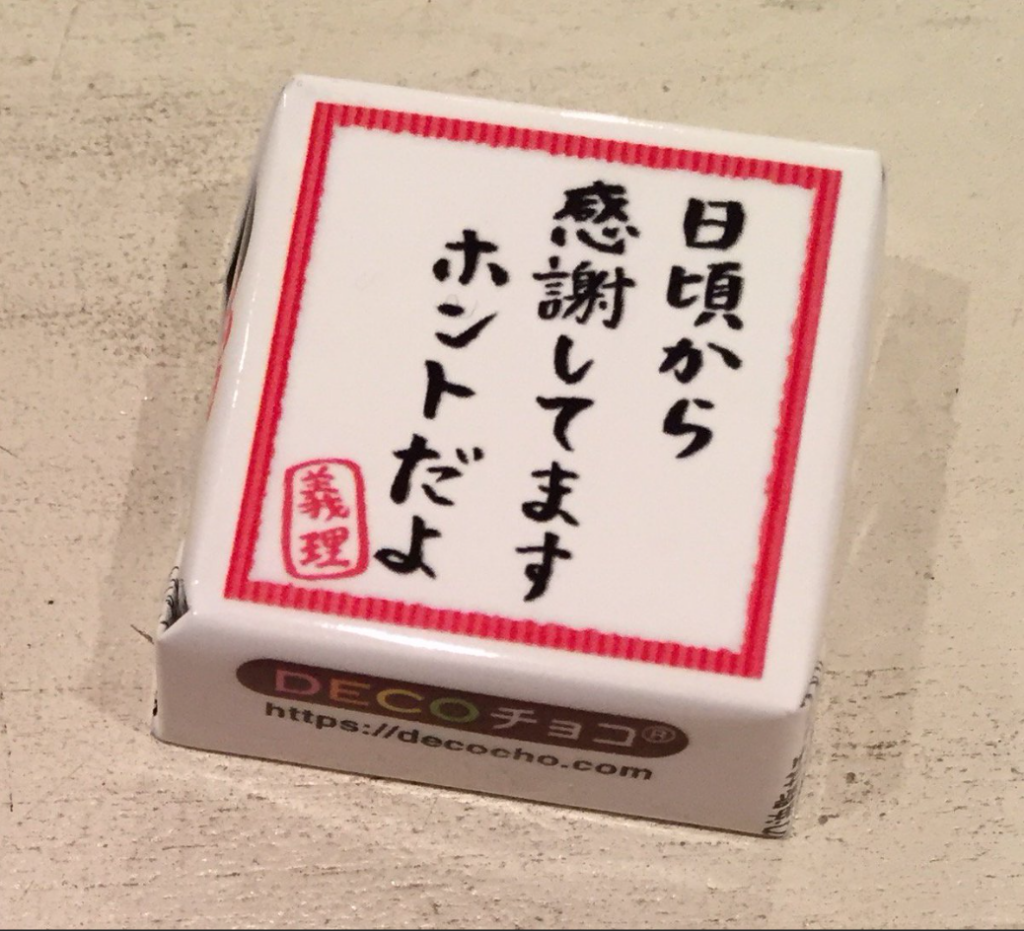 日頃から
感謝してます
ホントだよ
義理
DECOチョコ®
https://decocho.com